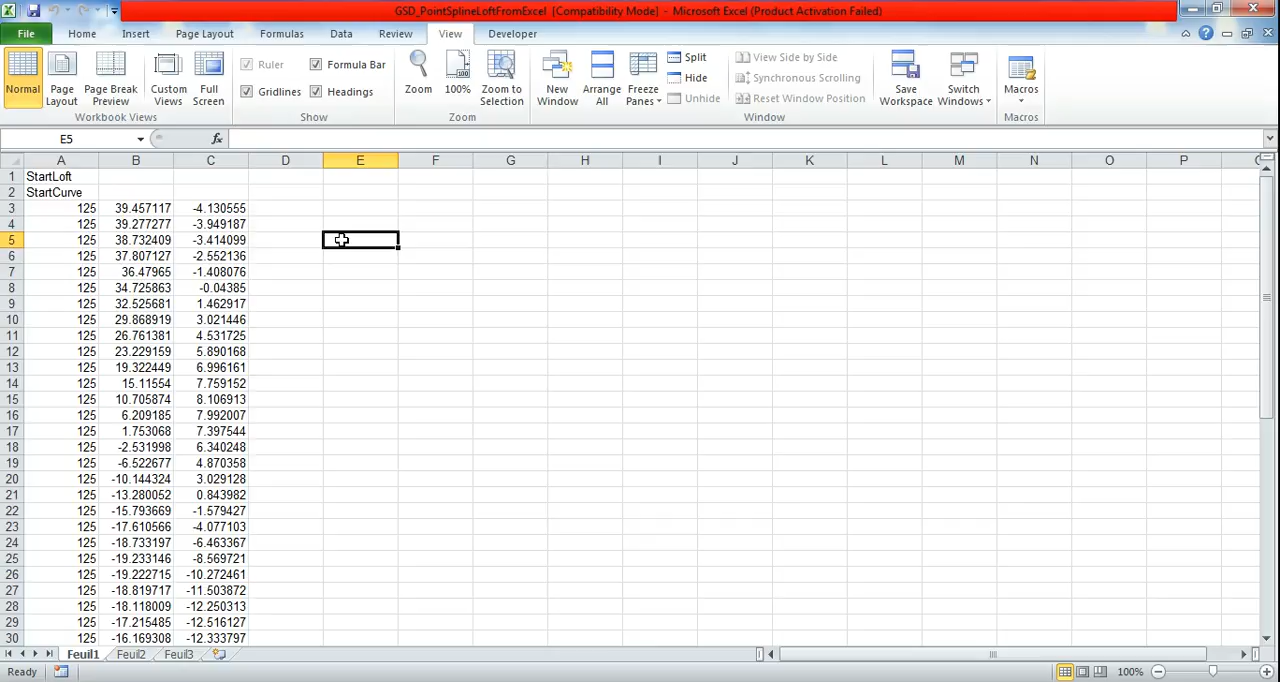 GSD_PointSplineLoftFromExcel [Compatibility Mode] - Microsoft Excel (Product Activation Failed)
File Home Insert Page Layout Formulas Data Review View Developer
Normal Page Layout Page Break Preview Custom Views Full Screen
Workbook Views
Ruler Formula Bar
Gridlines Headings
Show
Zoom 100% Zoom to Selection
Zoom
New Window Arrange All Freeze Panes
Split
Hide
Unhide
View Side by Side
Synchronous Scrolling
Reset Window Position
Save Workspace Switch Windows
Window
Macros
Macros
E5 fx
A B C D E F G H I J K L M N O P
1 StartLoft
2 StartCurve
3 125 39.457117 -4.130555
4 125 39.277277 -3.949187
5 125 38.732409 -3.414099
6 125 37.807127 -2.552136
7 125 36.47965 -1.408076
8 125 34.725863 -0.04385
9 125 32.525681 1.462917
10 125 29.868919 3.021446
11 125 26.761381 4.531725
12 125 23.229159 5.890168
13 125 19.322449 6.996161
14 125 15.11554 7.759152
15 125 10.705874 8.106913
16 125 6.209185 7.992007
17 125 1.753068 7.397544
18 125 -2.531998 6.340248
19 125 -6.522677 4.870358
20 125 -10.144324 3.029128
21 125 -13.280052 0.843982
22 125 -15.793669 -1.579427
23 125 -17.610566 -4.077103
24 125 -18.733197 -6.463367
25 125 -19.233146 -8.569721
26 125 -19.222715 -10.272461
27 125 -18.819717 -11.503872
28 125 -18.118009 -12.250313
29 125 -17.215485 -12.516127
30 125 -16.169308 -12.333797
Feuil1 Feuil2 Feuil3
Ready 100%